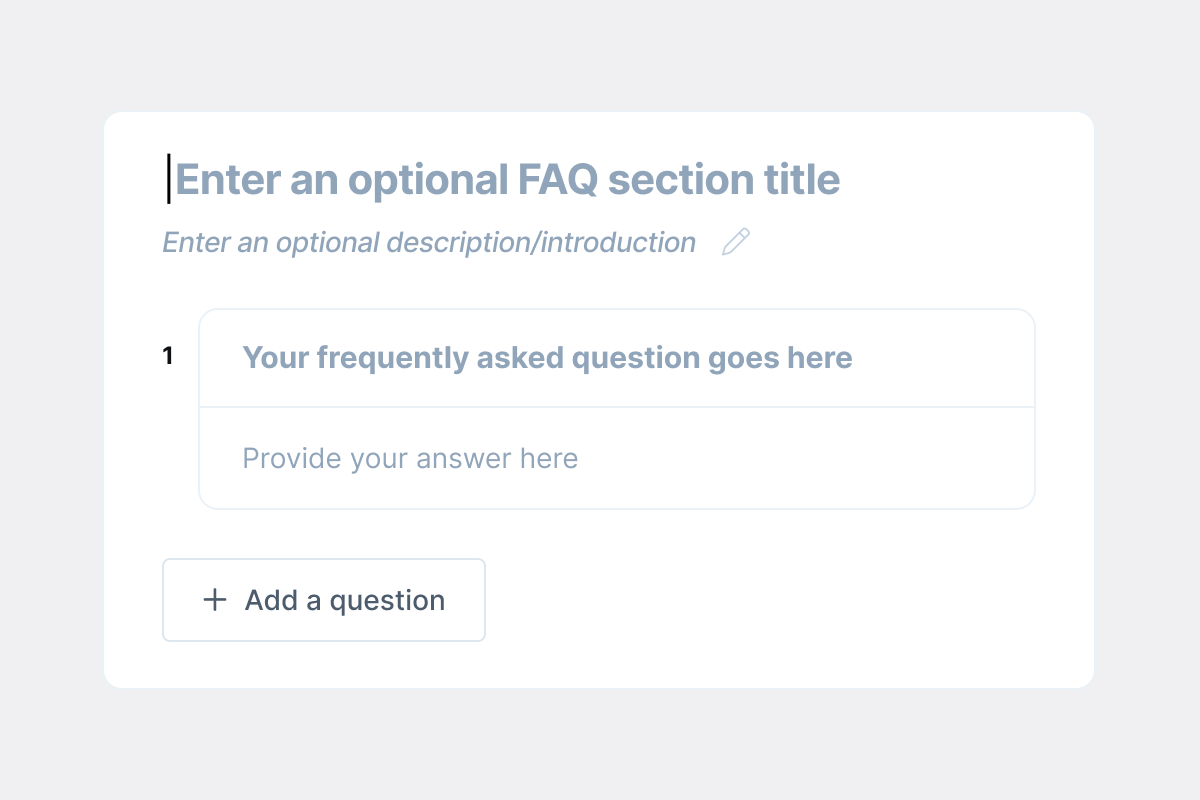 Enter an optional FAQ section title
Enter an optional description/introduction
1
Your frequently asked question goes here
Provide your answer here
+ Add a question